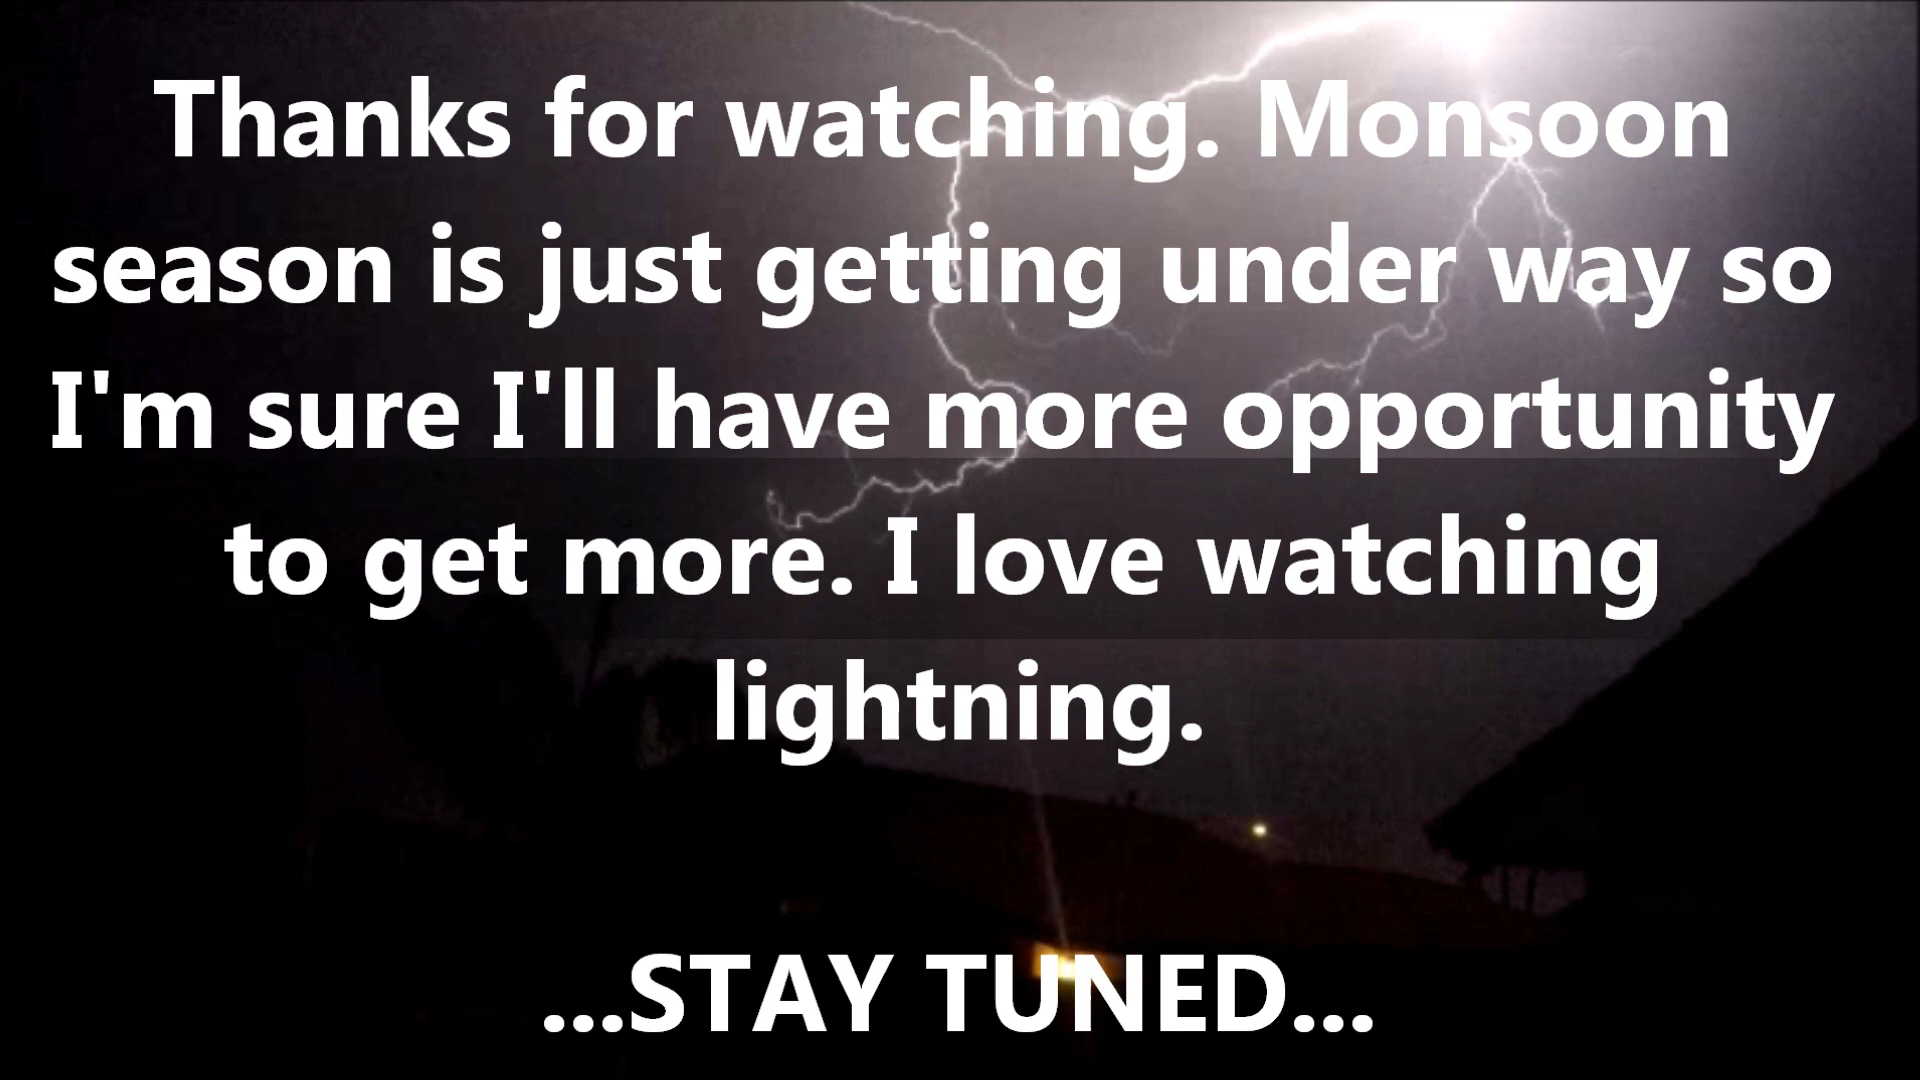 Thanks for watching. Monsoon
season is just getting under way so
I'm sure I'll have more opportunity
to get more. I love watching
lightning.
...STAY TUNED...